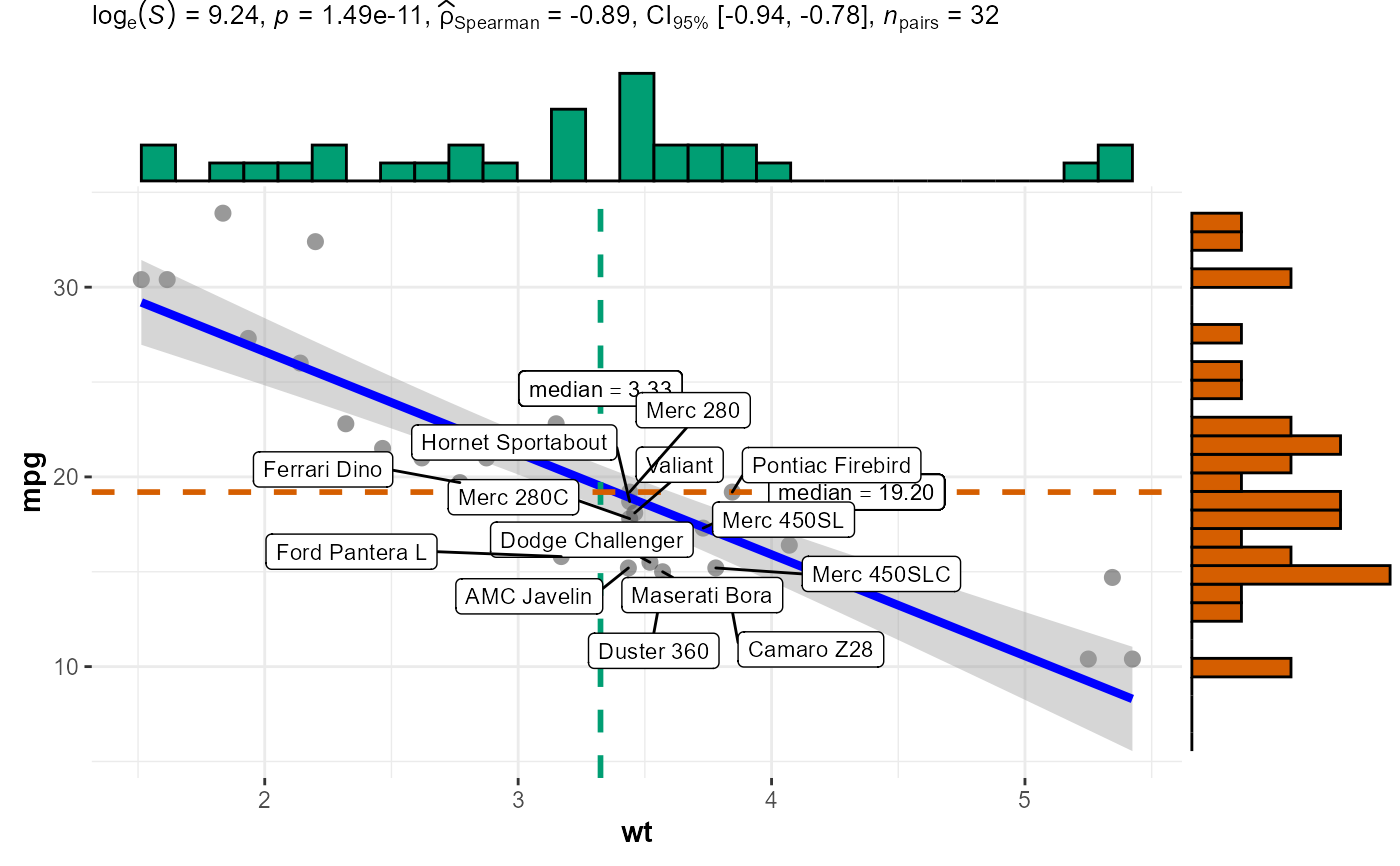 logₑ(S) = 9.24, p = 1.49e-11, ρ̂Spearman = -0.89, CI95% [-0.94, -0.78], npairs = 32
30
20
10
mpg
median = 3.33
Merc 280
Hornet Sportabout
Valiant
Pontiac Firebird
Ferrari Dino
median = 19.20
Merc 280C
Merc 450SL
Dodge Challenger
Ford Pantera L
Merc 450SLC
AMC Javelin
Maserati Bora
Duster 360
Camaro Z28
2
3
4
5
wt